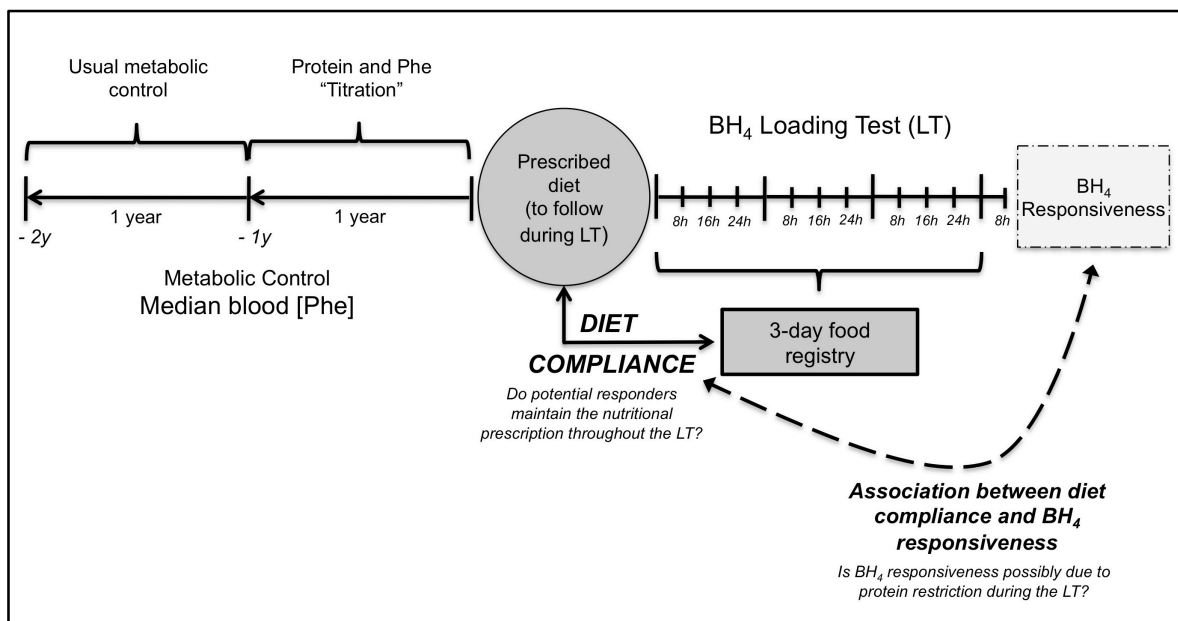 Usual metabolic
control
Protein and Phe
“Titration”
1 year
1 year
- 2y
- 1y
Metabolic Control
Median blood [Phe]
Prescribed
diet
(to follow
during LT)
BH₄ Loading Test (LT)
8h 16h 24h 8h 16h 24h 8h 16h 24h 8h
BH₄
Responsiveness
DIET
COMPLIANCE
Do potential responders
maintain the nutritional
prescription throughout the LT?
3-day food
registry
Association between diet
compliance and BH₄
responsiveness
Is BH₄ responsiveness possibly due to
protein restriction during the LT?